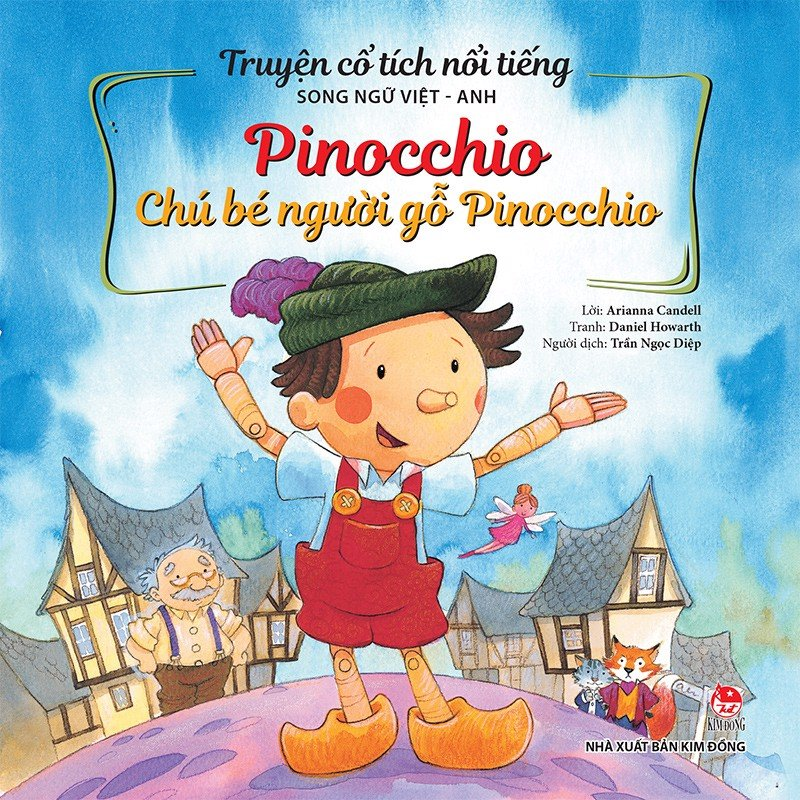 Truyện cổ tích nổi tiếng
SONG NGỮ VIỆT - ANH
Pinocchio
Chú bé người gỗ Pinocchio
Lời: Arianna Candell
Tranh: Daniel Howarth
Người dịch: Trần Ngọc Diệp
KIM ĐỒNG
NHÀ XUẤT BẢN KIM ĐỒNG